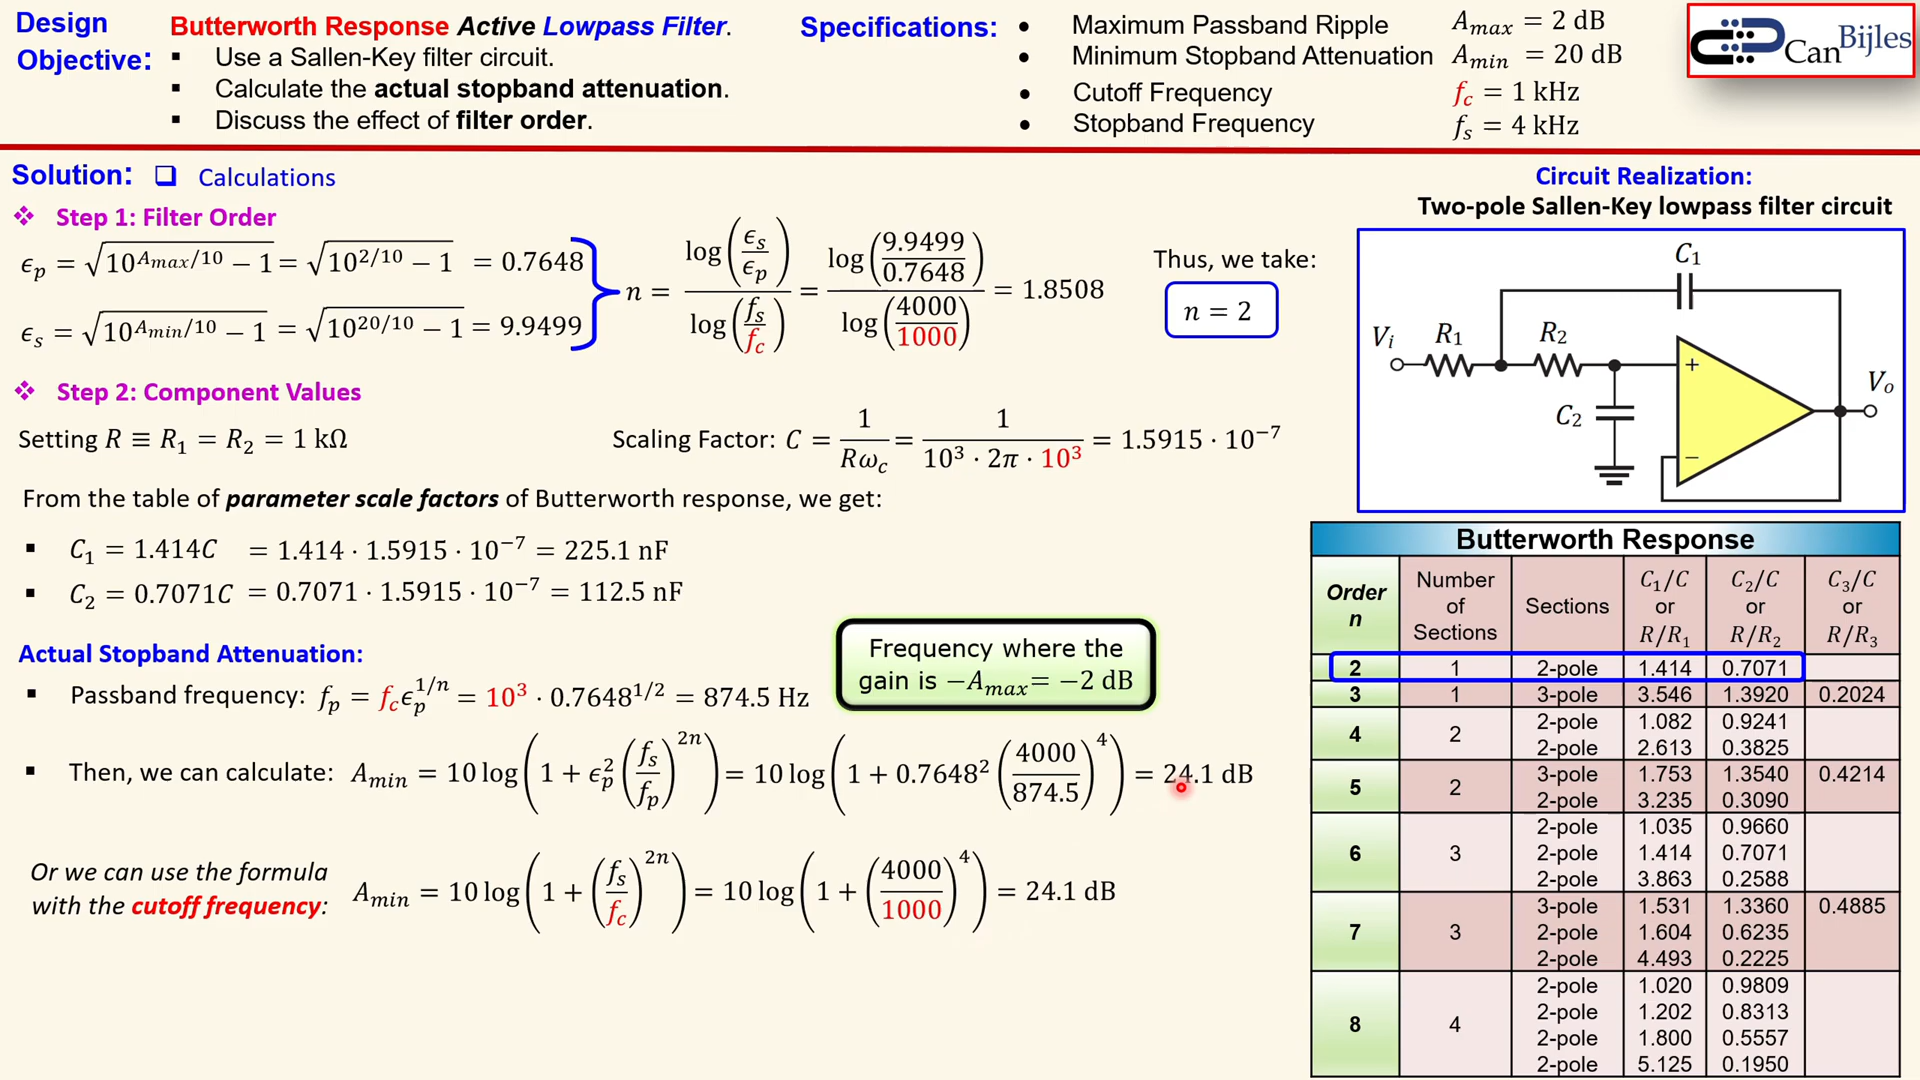 Design Objective:
Butterworth Response Active Lowpass Filter.
▪ Use a Sallen-Key filter circuit.
▪ Calculate the actual stopband attenuation.
▪ Discuss the effect of filter order.
Specifications:
• Maximum Passband Ripple A_max = 2 dB
• Minimum Stopband Attenuation A_min = 20 dB
• Cutoff Frequency f_c = 1 kHz
• Stopband Frequency f_s = 4 kHz
CanBijles
Solution: ❑ Calculations
❖ Step 1: Filter Order
ϵ_p = √(10^(A_max/10) − 1) = √(10^(2/10) − 1) = 0.7648
ϵ_s = √(10^(A_min/10) − 1) = √(10^(20/10) − 1) = 9.9499
n = log(ϵ_s/ϵ_p) / log(f_s/f_c) = log(9.9499/0.7648) / log(4000/1000) = 1.8508
Thus, we take:
n = 2
❖ Step 2: Component Values
Setting R ≡ R_1 = R_2 = 1 kΩ
Scaling Factor: C = 1/(Rω_c) = 1/(10^3 · 2π · 10^3) = 1.5915 · 10^−7
From the table of parameter scale factors of Butterworth response, we get:
▪ C_1 = 1.414C = 1.414 · 1.5915 · 10^−7 = 225.1 nF
▪ C_2 = 0.7071C = 0.7071 · 1.5915 · 10^−7 = 112.5 nF
Actual Stopband Attenuation:
▪ Passband frequency: f_p = f_c ϵ_p^(1/n) = 10^3 · 0.7648^(1/2) = 874.5 Hz
Frequency where the
gain is −A_max = −2 dB
▪ Then, we can calculate: A_min = 10 log(1 + ϵ_p^2 (f_s/f_p)^(2n)) = 10 log(1 + 0.7648^2 (4000/874.5)^4) = 24.1 dB
Or we can use the formula
with the cutoff frequency:
A_min = 10 log(1 + (f_s/f_c)^(2n)) = 10 log(1 + (4000/1000)^4) = 24.1 dB
Circuit Realization:
Two-pole Sallen-Key lowpass filter circuit
C_1
V_i R_1 R_2
+
V_o
C_2
−
Butterworth Response
Order n | Number of Sections | Sections | C_1/C or R/R_1 | C_2/C or R/R_2 | C_3/C or R/R_3
2 1 2-pole 1.414 0.7071
3 1 3-pole 3.546 1.3920 0.2024
4 2 2-pole 1.082 0.9241
2-pole 2.613 0.3825
5 2 3-pole 1.753 1.3540 0.4214
2-pole 3.235 0.3090
6 3 2-pole 1.035 0.9660
2-pole 1.414 0.7071
2-pole 3.863 0.2588
7 3 3-pole 1.531 1.3360 0.4885
2-pole 1.604 0.6235
2-pole 4.493 0.2225
8 4 2-pole 1.020 0.9809
2-pole 1.202 0.8313
2-pole 1.800 0.5557
2-pole 5.125 0.1950